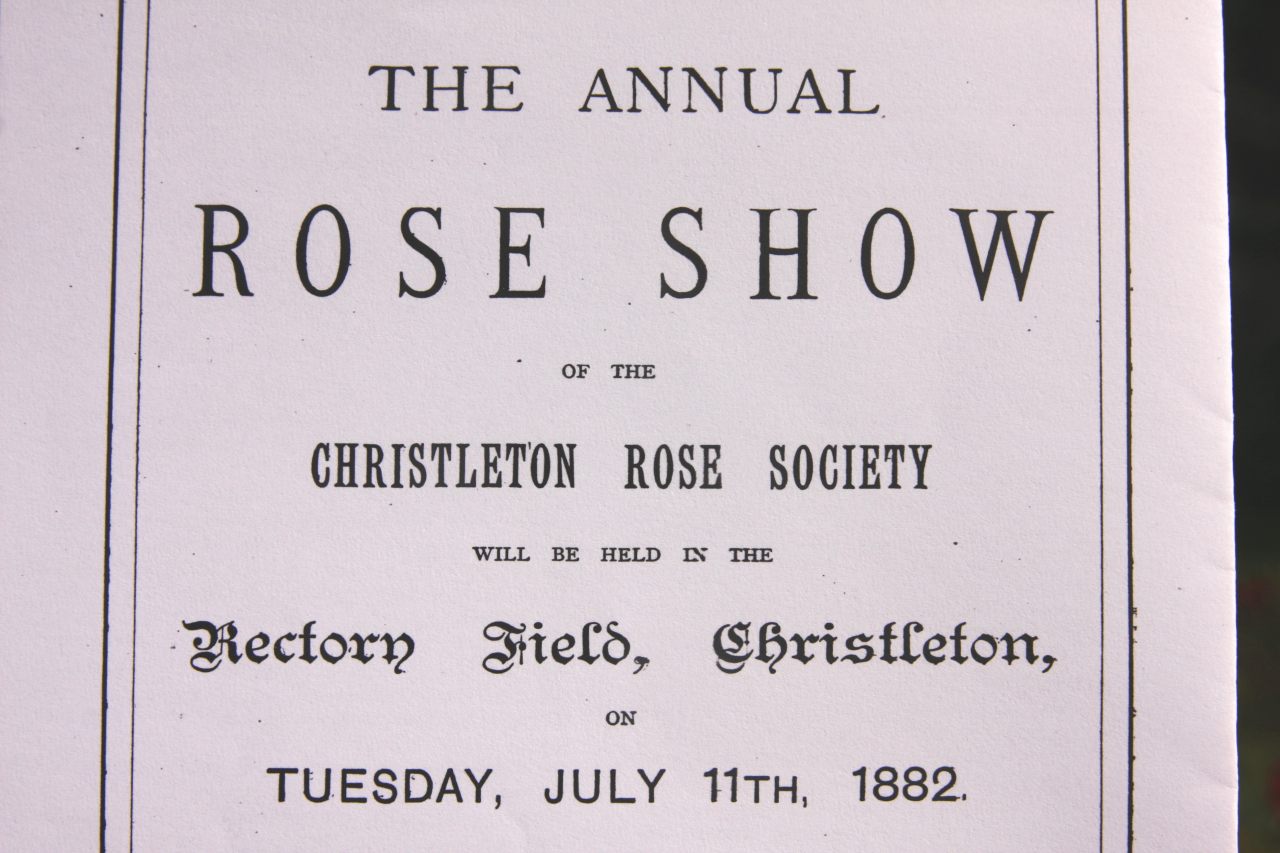 THE ANNUAL
ROSE SHOW
OF THE
CHRISTLETON ROSE SOCIETY
WILL BE HELD IN THE
Rectory Field, Christleton,
ON
TUESDAY, JULY 11TH, 1882.